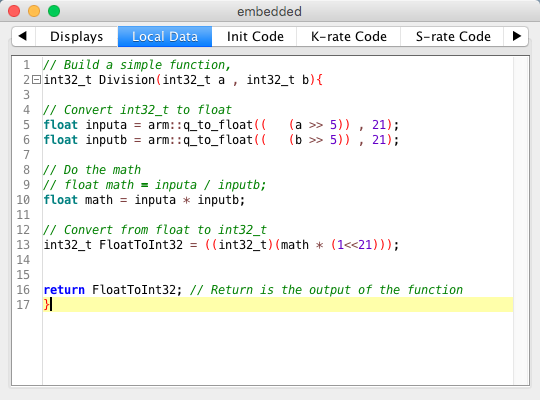 embedded
Displays Local Data Init Code K-rate Code S-rate Code
1 // Build a simple function,
2 int32_t Division(int32_t a , int32_t b){
3
4 // Convert int32_t to float
5 float inputa = arm::q_to_float((   (a >> 5)) , 21);
6 float inputb = arm::q_to_float((   (b >> 5)) , 21);
7
8 // Do the math
9 // float math = inputa / inputb;
10 float math = inputa * inputb;
11
12 // Convert from float to int32_t
13 int32_t FloatToInt32 = ((int32_t)(math * (1<<21)));
14
15
16 return FloatToInt32; // Return is the output of the function
17 }